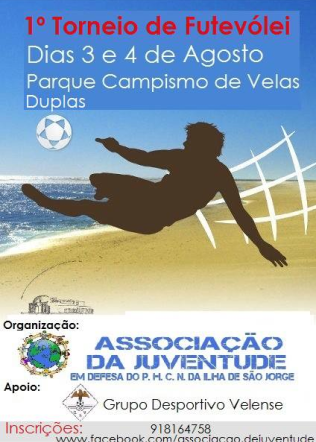 1º Torneio de Futevólei
Dias 3 e 4 de Agosto
Parque Campismo de Velas
Duplas
Organização:
ASSOCIAÇÃO
DA JUVENTUDE
EM DEFESA DO P. H. C. N. DA ILHA DE SÃO JORGE
Apoio:
Grupo Desportivo Velense
Inscrições:
918164758
www.facebook.com/associacao.dejuventude